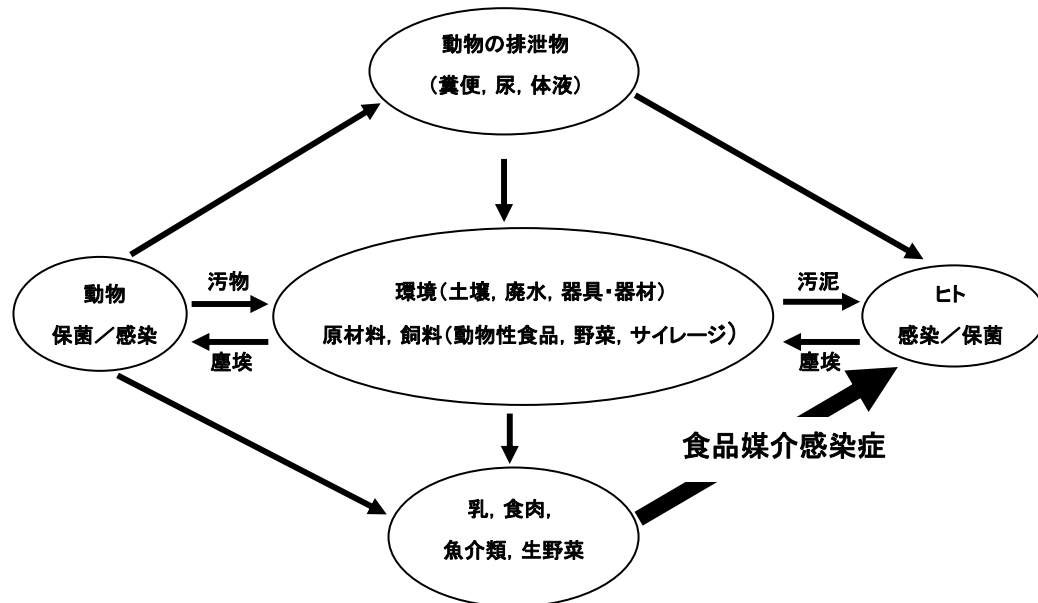 動物の排泄物
（糞便, 尿, 体液）
汚物
汚泥
動物
保菌／感染
環境（土壌, 廃水, 器具・器材）
原材料, 飼料（動物性食品, 野菜, サイレージ）
ヒト
感染／保菌
塵埃
塵埃
食品媒介感染症
乳, 食肉,
魚介類, 生野菜